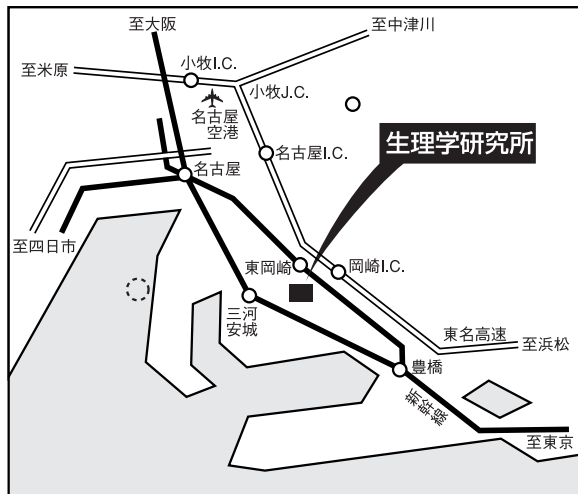 至大阪
至中津川
至米原
小牧I.C.
小牧J.C.
名古屋
空港
生理学研究所
名古屋I.C.
名古屋
至四日市
東岡崎
岡崎I.C.
三河
安城
東名高速
至浜松
豊橋
新幹線
至東京